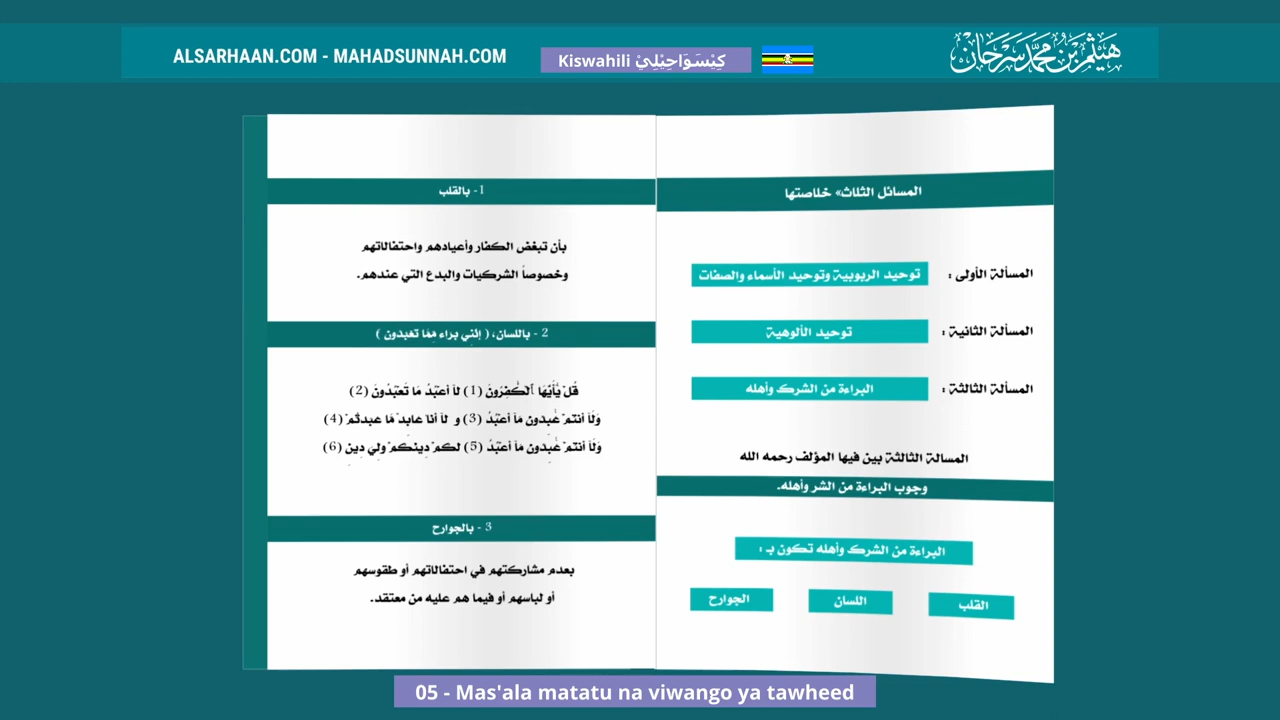 ALSARHAAN.COM - MAHADSUNNAH.COM
Kiswahili كِيْسَوَاحِيْلِيْ
هيثم بن محمد سرحان
المسائل الثلاث» خلاصتها
المسألة الأولى : توحيد الربوبية وتوحيد الأسماء والصفات
المسألة الثانية : توحيد الألوهية
المسألة الثالثة : البراءة من الشرك وأهله
المسالة الثالثة بين فيها المؤلف رحمه الله
وجوب البراءة من الشر وأهله.
البراءة من الشرك وأهله تكون بـ :
القلب اللسان الجوارح
1- بالقلب
بأن تبغض الكفار وأعيادهم واحتفالاتهم
وخصوصاً الشركيات والبدع التي عندهم.
2 - باللسان، ( إنني براء مما تعبدون )
قُلْ يَٰٓأَيُّهَا ٱلْكَٰفِرُونَ (1) لَآ أَعْبُدُ مَا تَعْبُدُونَ (2)
وَلَآ أَنتُمْ عَٰبِدُونَ مَآ أَعْبُدُ (3) وَ لَآ أَنَا عَابِدٌ مَّا عَبَدتُّمْ (4)
وَلَآ أَنتُمْ عَٰبِدُونَ مَآ أَعْبُدُ (5) لَكُمْ دِينُكُمْ وَلِيَ دِينِ (6)
3 - بالجوارح
بعدم مشاركتهم في احتفالاتهم أو طقوسهم
أو لباسهم أو فيما هم عليه من معتقد.
05 - Mas'ala matatu na viwango ya tawheed